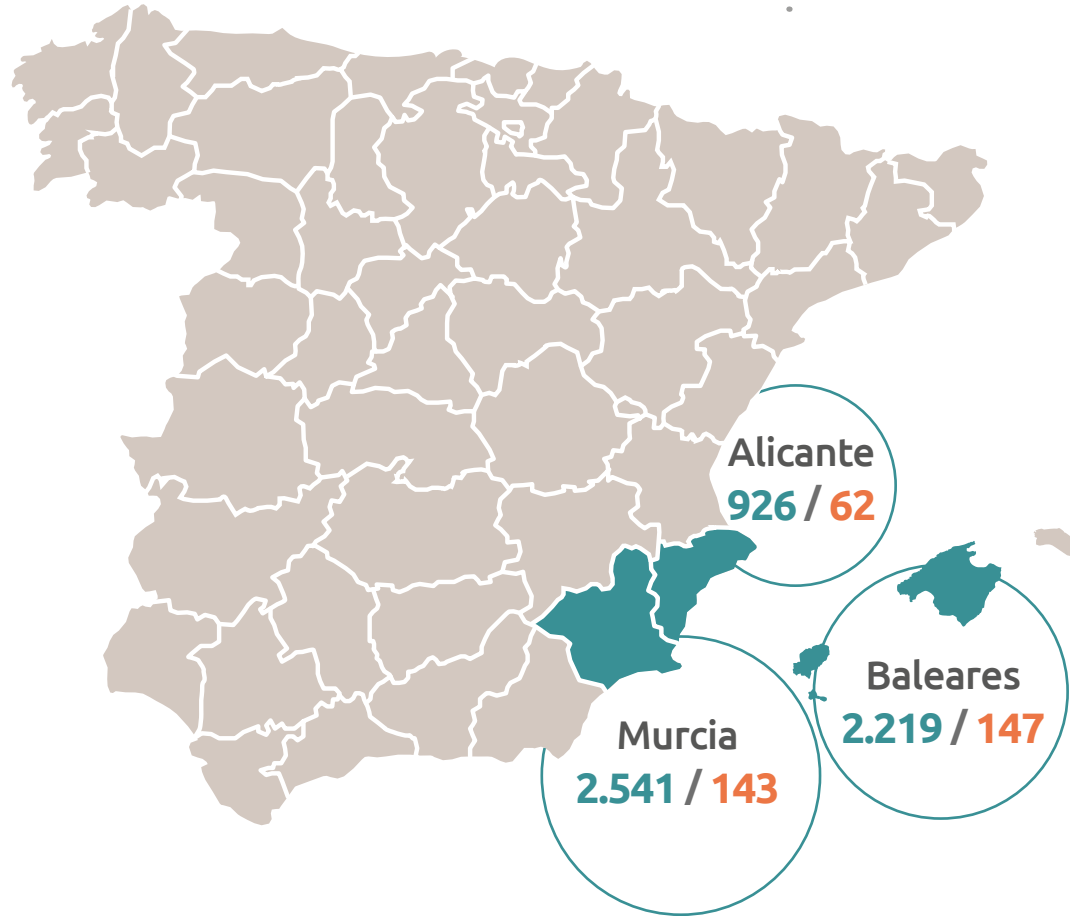 Alicante
926 / 62
Baleares
2.219 / 147
Murcia
2.541 / 143